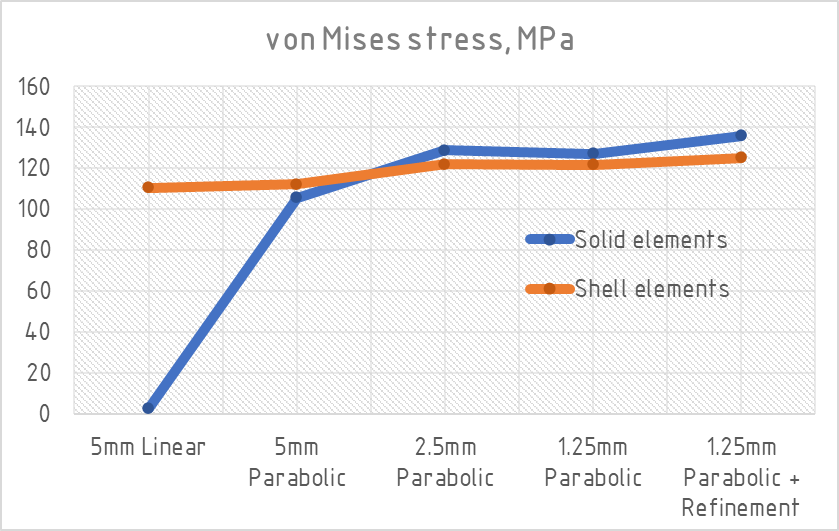 von Mises stress, MPa
160
140
120
100
80
60
40
20
0
Solid elements
Shell elements
5mm Linear
5mm
Parabolic
2.5mm
Parabolic
1.25mm
Parabolic
1.25mm
Parabolic +
Refinement